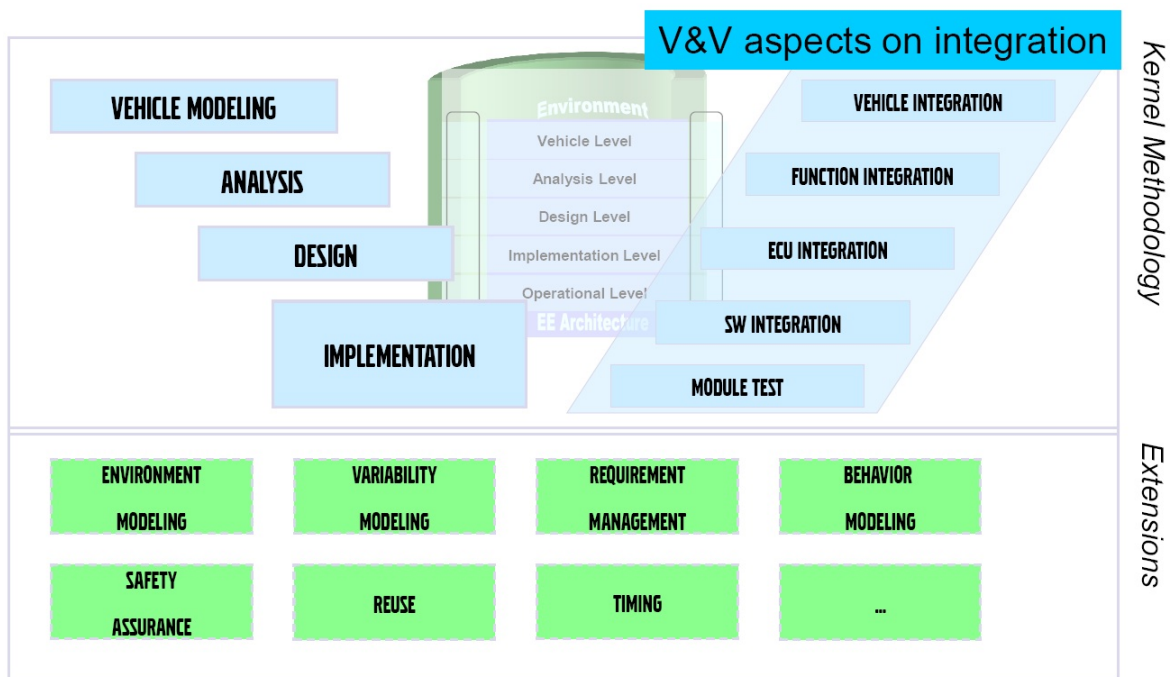 V&V aspects on integration
Kernel Methodology
VEHICLE MODELING
ANALYSIS
DESIGN
IMPLEMENTATION
Environment
Vehicle Level
Analysis Level
Design Level
Implementation Level
Operational Level
EE Architecture
VEHICLE INTEGRATION
FUNCTION INTEGRATION
ECU INTEGRATION
SW INTEGRATION
MODULE TEST
Extensions
ENVIRONMENT
MODELING
VARIABILITY
MODELING
REQUIREMENT
MANAGEMENT
BEHAVIOR
MODELING
SAFETY
ASSURANCE
REUSE
TIMING
...